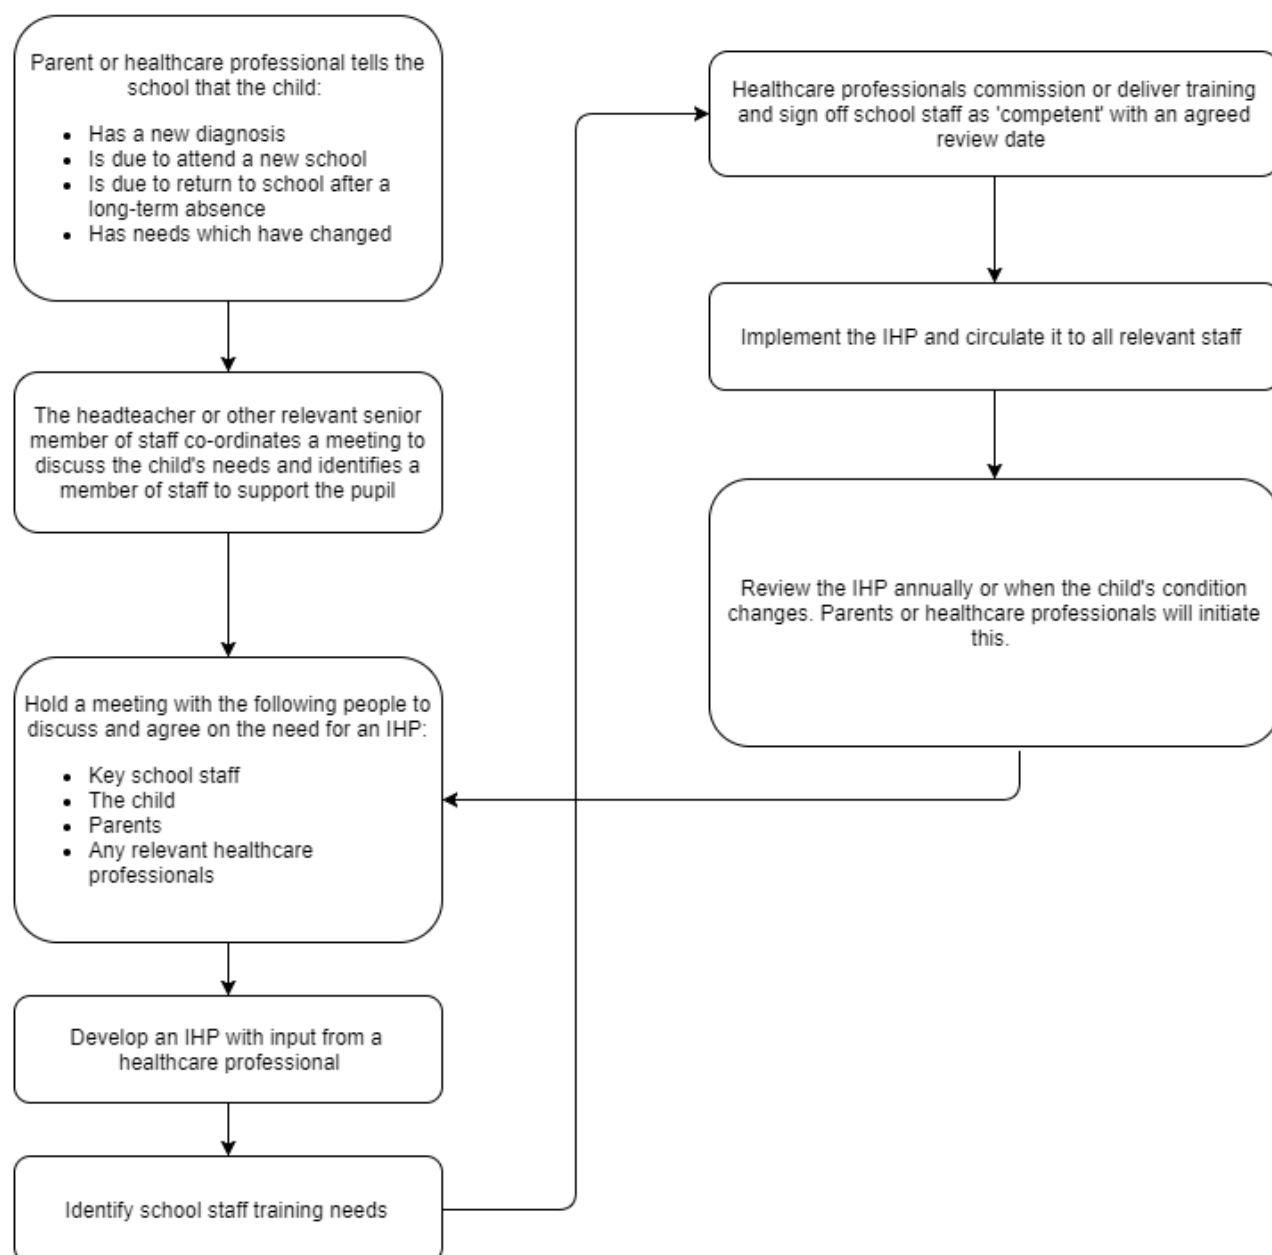 Parent or healthcare professional tells the
school that the child:
• Has a new diagnosis
• Is due to attend a new school
• Is due to return to school after a
long-term absence
• Has needs which have changed
The headteacher or other relevant senior
member of staff co-ordinates a meeting to
discuss the child's needs and identifies a
member of staff to support the pupil
Hold a meeting with the following people to
discuss and agree on the need for an IHP:
• Key school staff
• The child
• Parents
• Any relevant healthcare
professionals
Develop an IHP with input from a
healthcare professional
Identify school staff training needs
Healthcare professionals commission or deliver training
and sign off school staff as 'competent' with an agreed
review date
Implement the IHP and circulate it to all relevant staff
Review the IHP annually or when the child's condition
changes. Parents or healthcare professionals will initiate
this.